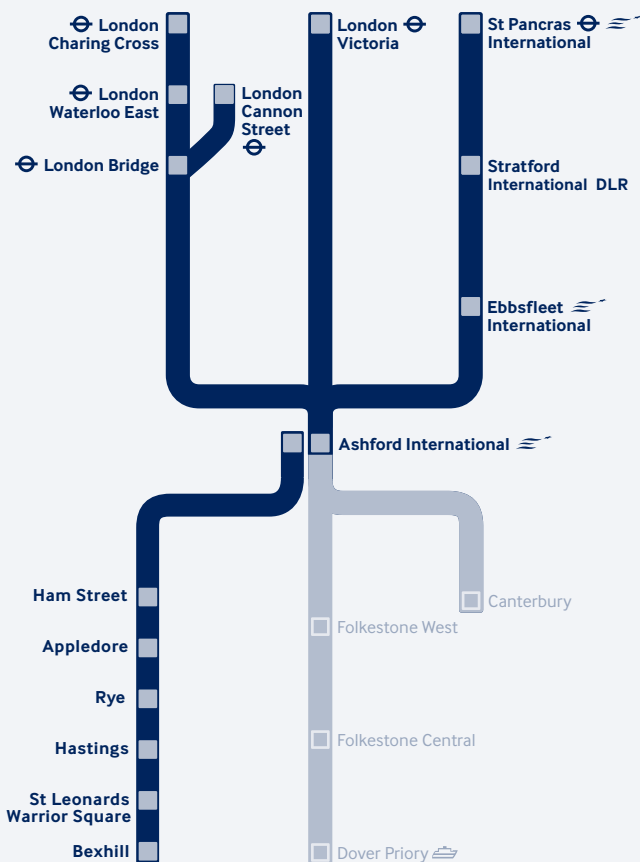 London
Charing Cross
London
Victoria
St Pancras
International
London
Waterloo East
London
Cannon
Street
London Bridge
Stratford
International DLR
Ebbsfleet
International
Ashford International
Ham Street
Canterbury
Folkestone West
Appledore
Rye
Folkestone Central
Hastings
St Leonards
Warrior Square
Bexhill
Dover Priory